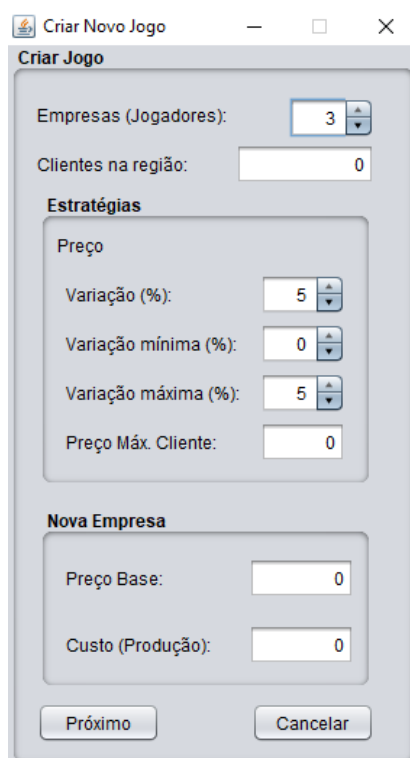 Criar Novo Jogo
Criar Jogo
Empresas (Jogadores): 3
Clientes na região: 0
Estratégias
Preço
Variação (%): 5
Variação mínima (%): 0
Variação máxima (%): 5
Preço Máx. Cliente: 0
Nova Empresa
Preço Base: 0
Custo (Produção): 0
Próximo Cancelar